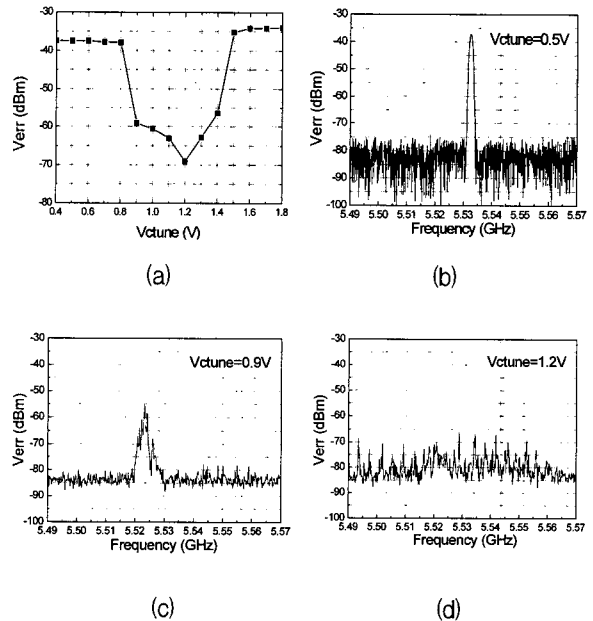 -30
-40
-50
-60
-70
-80
Verr (dBm)
0.4 0.6 0.8 1.0 1.2 1.4 1.6 1.8
Vctune (V)
(a)
Vctune=0.5V
-30
-40
-50
-60
-70
-80
-90
-100
Verr (dBm)
5.49 5.50 5.51 5.52 5.53 5.54 5.55 5.56 5.57
Frequency (GHz)
(b)
Vctune=0.9V
-30
-40
-50
-60
-70
-80
-90
-100
Verr (dBm)
5.49 5.50 5.51 5.52 5.53 5.54 5.55 5.56 5.57
Frequency (GHz)
(c)
Vctune=1.2V
-30
-40
-50
-60
-70
-80
-90
-100
Verr (dBm)
5.49 5.50 5.51 5.52 5.53 5.54 5.55 5.56 5.57
Frequency (GHz)
(d)